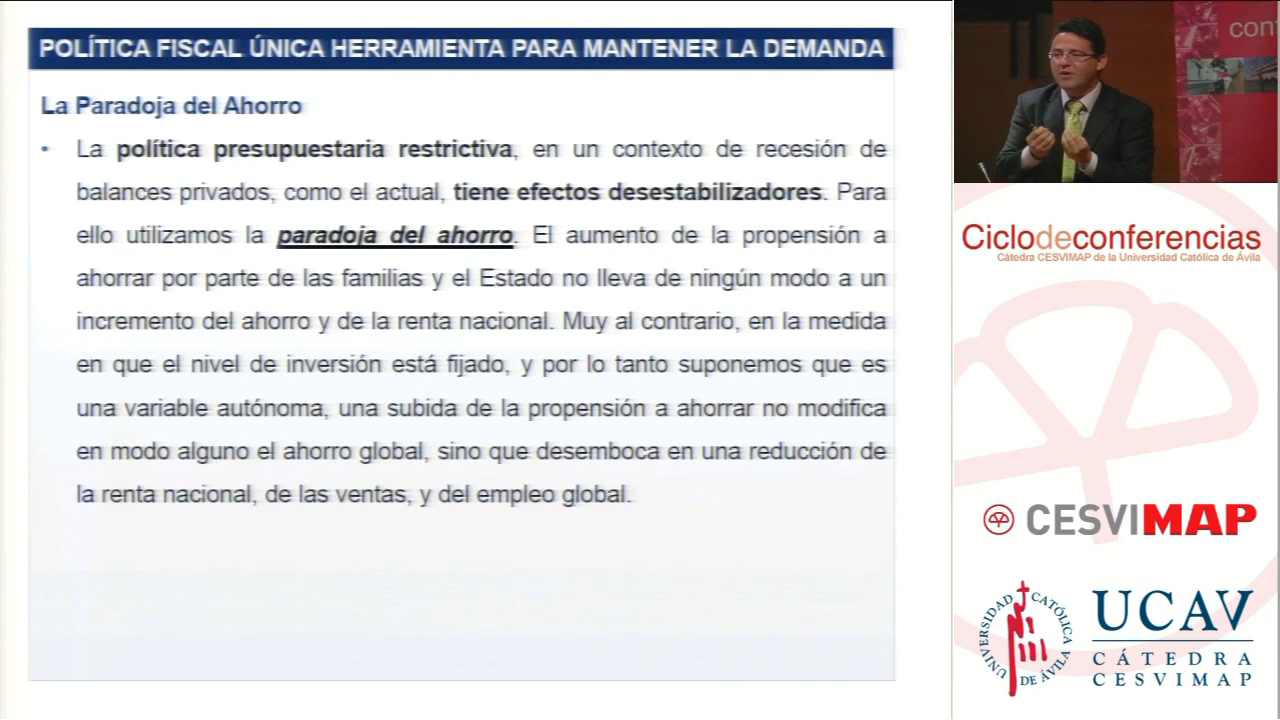 POLÍTICA FISCAL ÚNICA HERRAMIENTA PARA MANTENER LA DEMANDA
La Paradoja del Ahorro
• La política presupuestaria restrictiva, en un contexto de recesión de
balances privados, como el actual, tiene efectos desestabilizadores. Para
ello utilizamos la paradoja del ahorro. El aumento de la propensión a
ahorrar por parte de las familias y el Estado no lleva de ningún modo a un
incremento del ahorro y de la renta nacional. Muy al contrario, en la medida
en que el nivel de inversión está fijado, y por lo tanto suponemos que es
una variable autónoma, una subida de la propensión a ahorrar no modifica
en modo alguno el ahorro global, sino que desemboca en una reducción de
la renta nacional, de las ventas, y del empleo global.
con
Ciclodeconferencias
Cátedra CESVIMAP de la Universidad Católica de Ávila
CESVIMAP
UNIVERSIDAD CATÓLICA DE ÁVILA
UCAV
CÁTEDRA
CESVIMAP